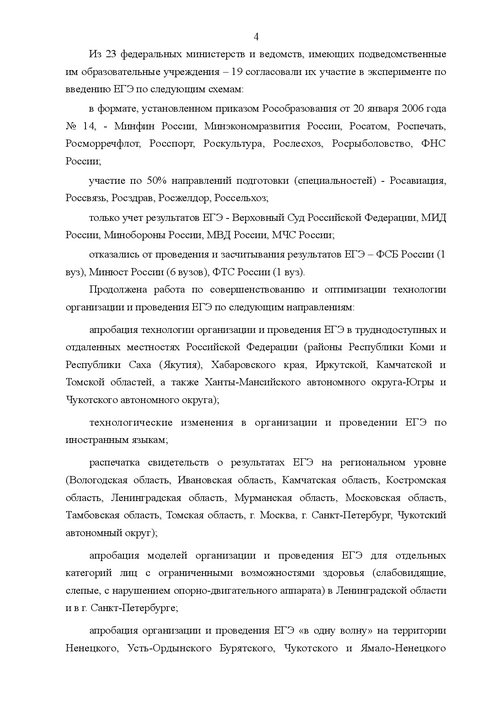 4
Из 23 федеральных министерств и ведомств, имеющих подведомственные
им образовательные учреждения – 19 согласовали их участие в эксперименте по
введению ЕГЭ по следующим схемам:
в формате, установленном приказом Рособразования от 20 января 2006 года
№ 14, - Минфин России, Минэкономразвития России, Росатом, Роспечать,
Росморречфлот, Росспорт, Роскультура, Рослесхоз, Росрыболовство, ФНС
России;
участие по 50% направлений подготовки (специальностей) - Росавиация,
Россвязь, Росздрав, Росжелдор, Россельхоз;
только учет результатов ЕГЭ - Верховный Суд Российской Федерации, МИД
России, Минобороны России, МВД России, МЧС России;
отказались от проведения и засчитывания результатов ЕГЭ – ФСБ России (1
вуз), Минюст России (6 вузов), ФТС России (1 вуз).
Продолжена работа по совершенствованию и оптимизации технологии
организации и проведения ЕГЭ по следующим направлениям:
апробация технологии организации и проведения ЕГЭ в труднодоступных и
отдаленных местностях Российской Федерации (районы Республики Коми и
Республики Саха (Якутия), Хабаровского края, Иркутской, Камчатской и
Томской областей, а также Ханты-Мансийского автономного округа-Югры и
Чукотского автономного округа);
технологические изменения в организации и проведении ЕГЭ по
иностранным языкам;
распечатка свидетельств о результатах ЕГЭ на региональном уровне
(Вологодская область, Ивановская область, Камчатская область, Костромская
область, Ленинградская область, Мурманская область, Московская область,
Тамбовская область, Томская область, г. Москва, г. Санкт-Петербург, Чукотский
автономный округ);
апробация моделей организации и проведения ЕГЭ для отдельных
категорий лиц с ограниченными возможностями здоровья (слабовидящие,
слепые, с нарушением опорно-двигательного аппарата) в Ленинградской области
и в г. Санкт-Петербурге;
апробация организации и проведения ЕГЭ «в одну волну» на территории
Ненецкого, Усть-Ордынского Бурятского, Чукотского и Ямало-Ненецкого